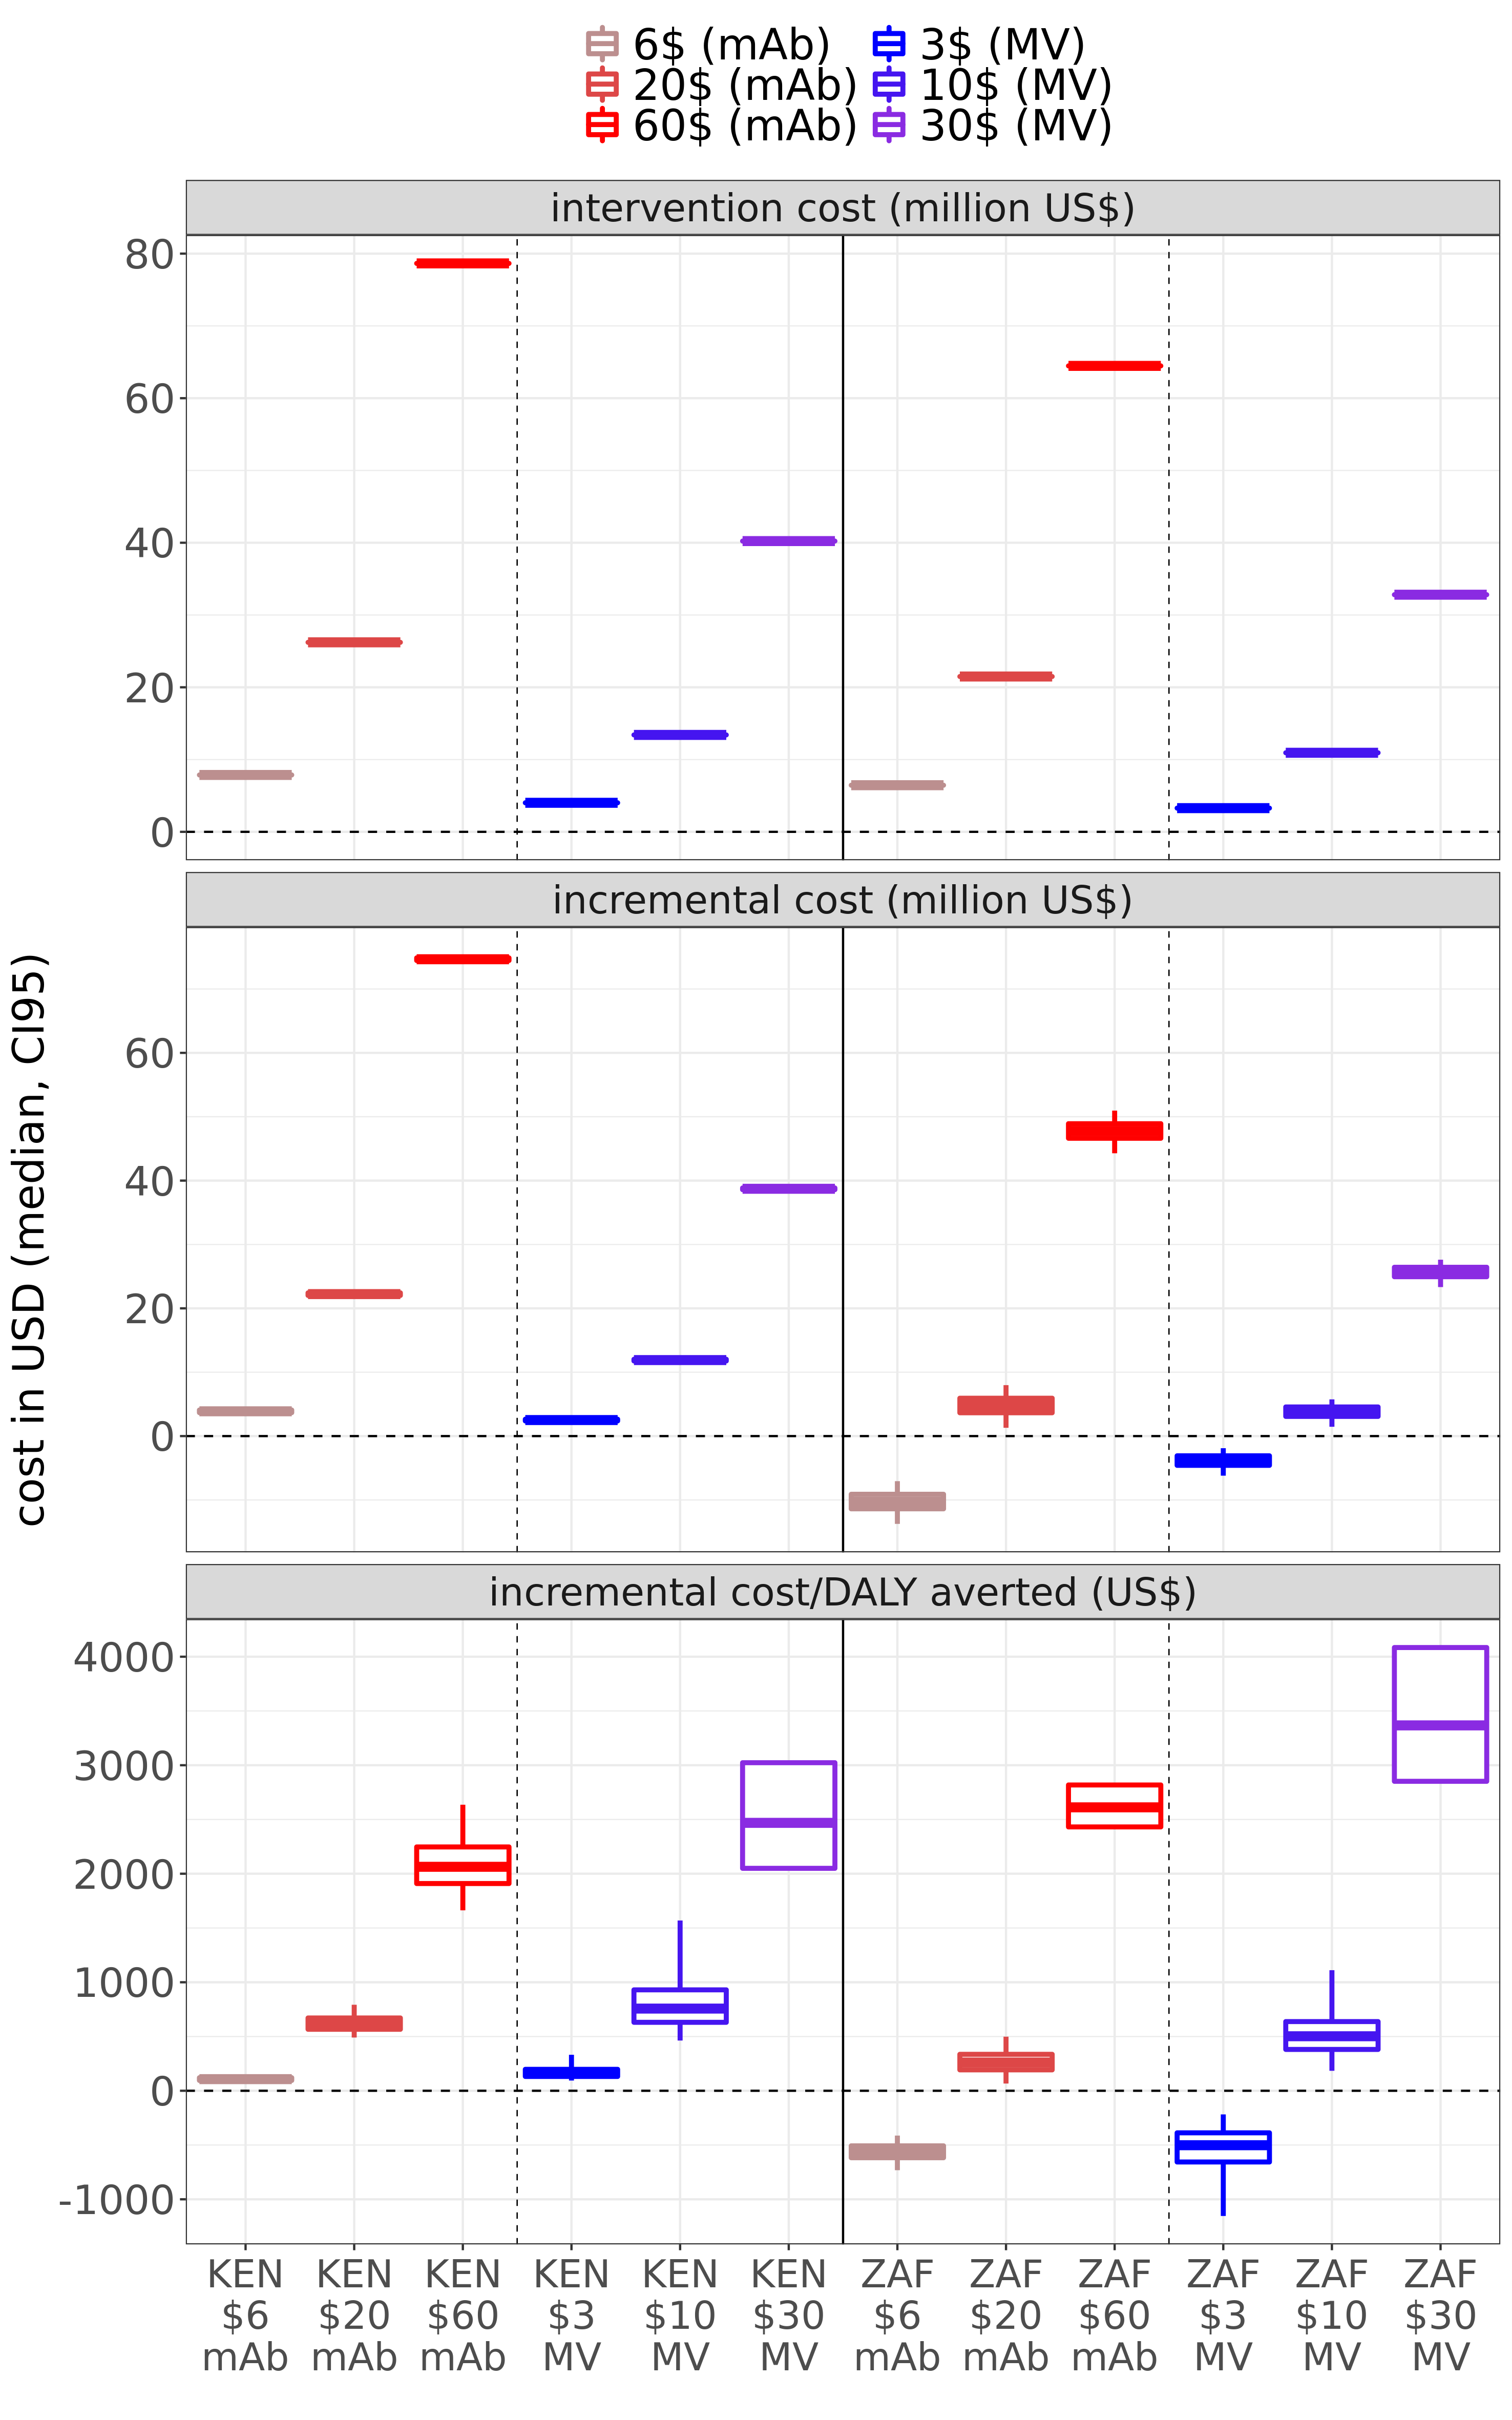 6$ (mAb) 3$ (MV)
20$ (mAb) 10$ (MV)
60$ (mAb) 30$ (MV)
intervention cost (million US$)
80
60
40
20
0
incremental cost (million US$)
60
40
20
0
incremental cost/DALY averted (US$)
4000
3000
2000
1000
0
-1000
cost in USD (median, CI95)
KEN KEN KEN KEN KEN KEN ZAF ZAF ZAF ZAF ZAF ZAF
$6 $20 $60 $3 $10 $30 $6 $20 $60 $3 $10 $30
mAb mAb mAb MV MV MV mAb mAb mAb MV MV MV